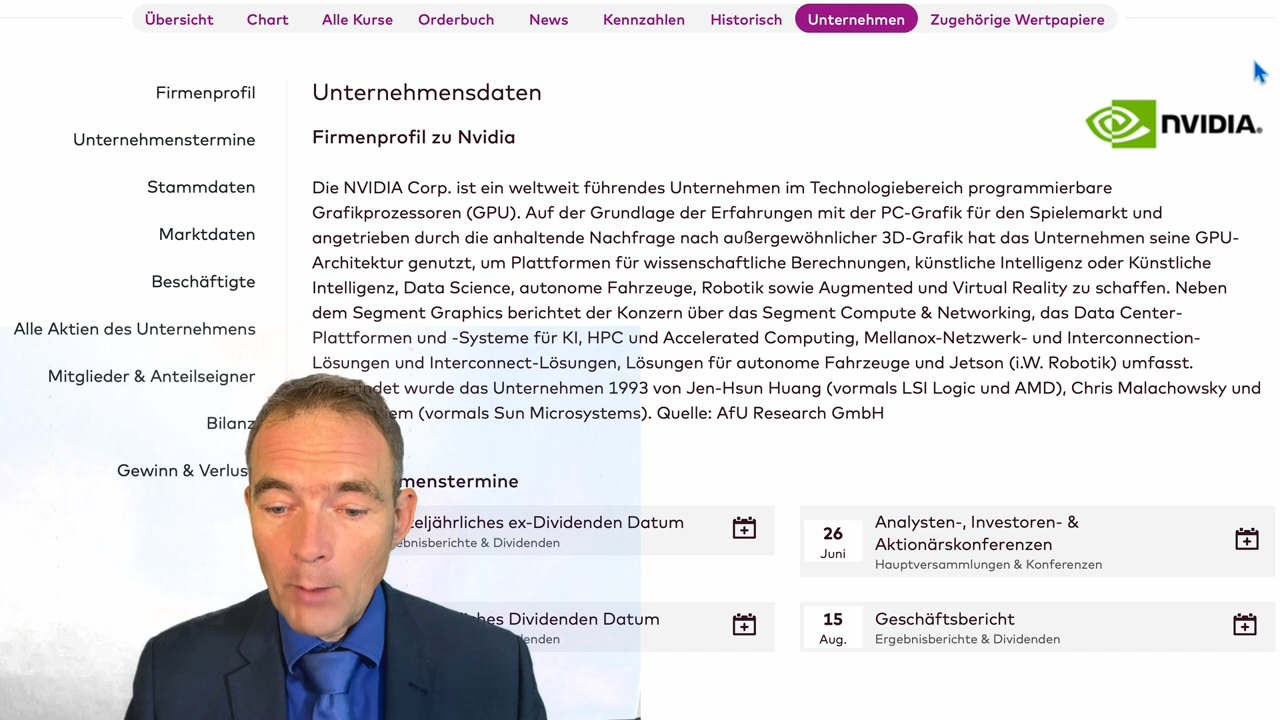 Übersicht
Chart
Alle Kurse
Orderbuch
News
Kennzahlen
Historisch
Unternehmen
Zugehörige Wertpapiere
Firmenprofil
Unternehmenstermine
Stammdaten
Marktdaten
Beschäftigte
Alle Aktien des Unternehmens
Mitglieder & Anteilseigner
Bilanz
Gewinn &
Unternehmensdaten
NVIDIA.
Firmenprofil zu Nvidia
Die NVIDIA Corp. ist ein weltweit führendes Unternehmen im Technologiebereich programmierbare
Grafikprozessoren (GPU). Auf der Grundlage der Erfahrungen mit der PC-Grafik für den Spielemarkt und
angetrieben durch die anhaltende Nachfrage nach außergewöhnlicher 3D-Grafik hat das Unternehmen seine GPU-
Architektur genutzt, um Plattformen für wissenschaftliche Berechnungen, künstliche Intelligenz oder Künstliche
Intelligenz, Data Science, autonome Fahrzeuge, Robotik sowie Augmented und Virtual Reality zu schaffen. Neben
dem Segment Graphics berichtet der Konzern über das Segment Compute & Networking, das Data Center-
Plattformen und -Systeme für KI, HPC und Accelerated Computing, Mellanox-Netzwerk- und Interconnection-
Lösungen und Interconnect-Lösungen, Lösungen für autonome Fahrzeuge und Jetson (i.W. Robotik) umfasst.
wurde das Unternehmen 1993 von Jen-Hsun Huang (vormals LSI Logic und AMD), Chris Malachowsky und
(vormals Sun Microsystems). Quelle: AfU Research GmbH
ex-Dividenden Datum
& Dividenden
26
Juni
Analysten-, Investoren- &
Aktionärskonferenzen
Hauptversammlungen & Konferenzen
Dividenden Datum
15
Aug.
Geschäftsbericht
Ergebnisberichte & Dividenden